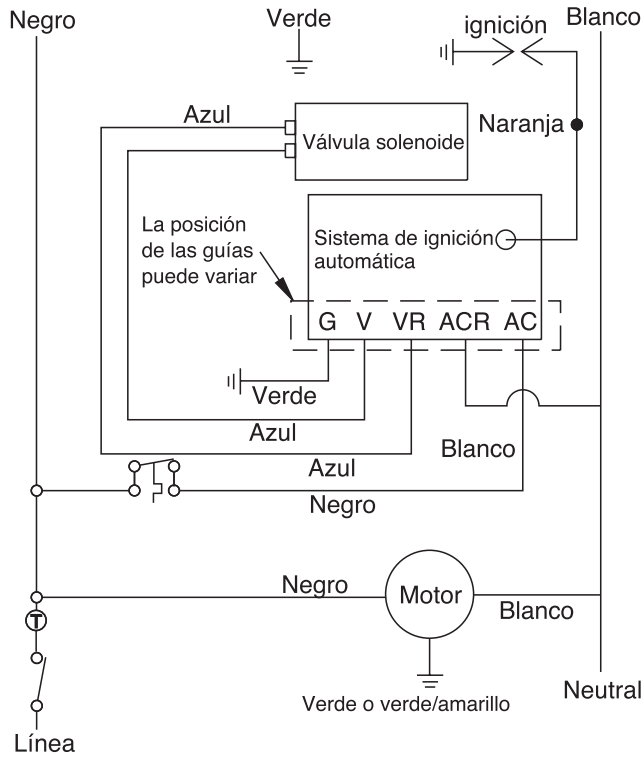 Negro
Verde
ignición
Blanco
Azul
Válvula solenoide
Naranja
La posición
de las guías
puede variar
Sistema de ignición
automática
G V VR ACR AC
Verde
Azul
Blanco
Azul
Negro
Negro
Motor
Blanco
T
Verde o verde/amarillo
Neutral
Línea